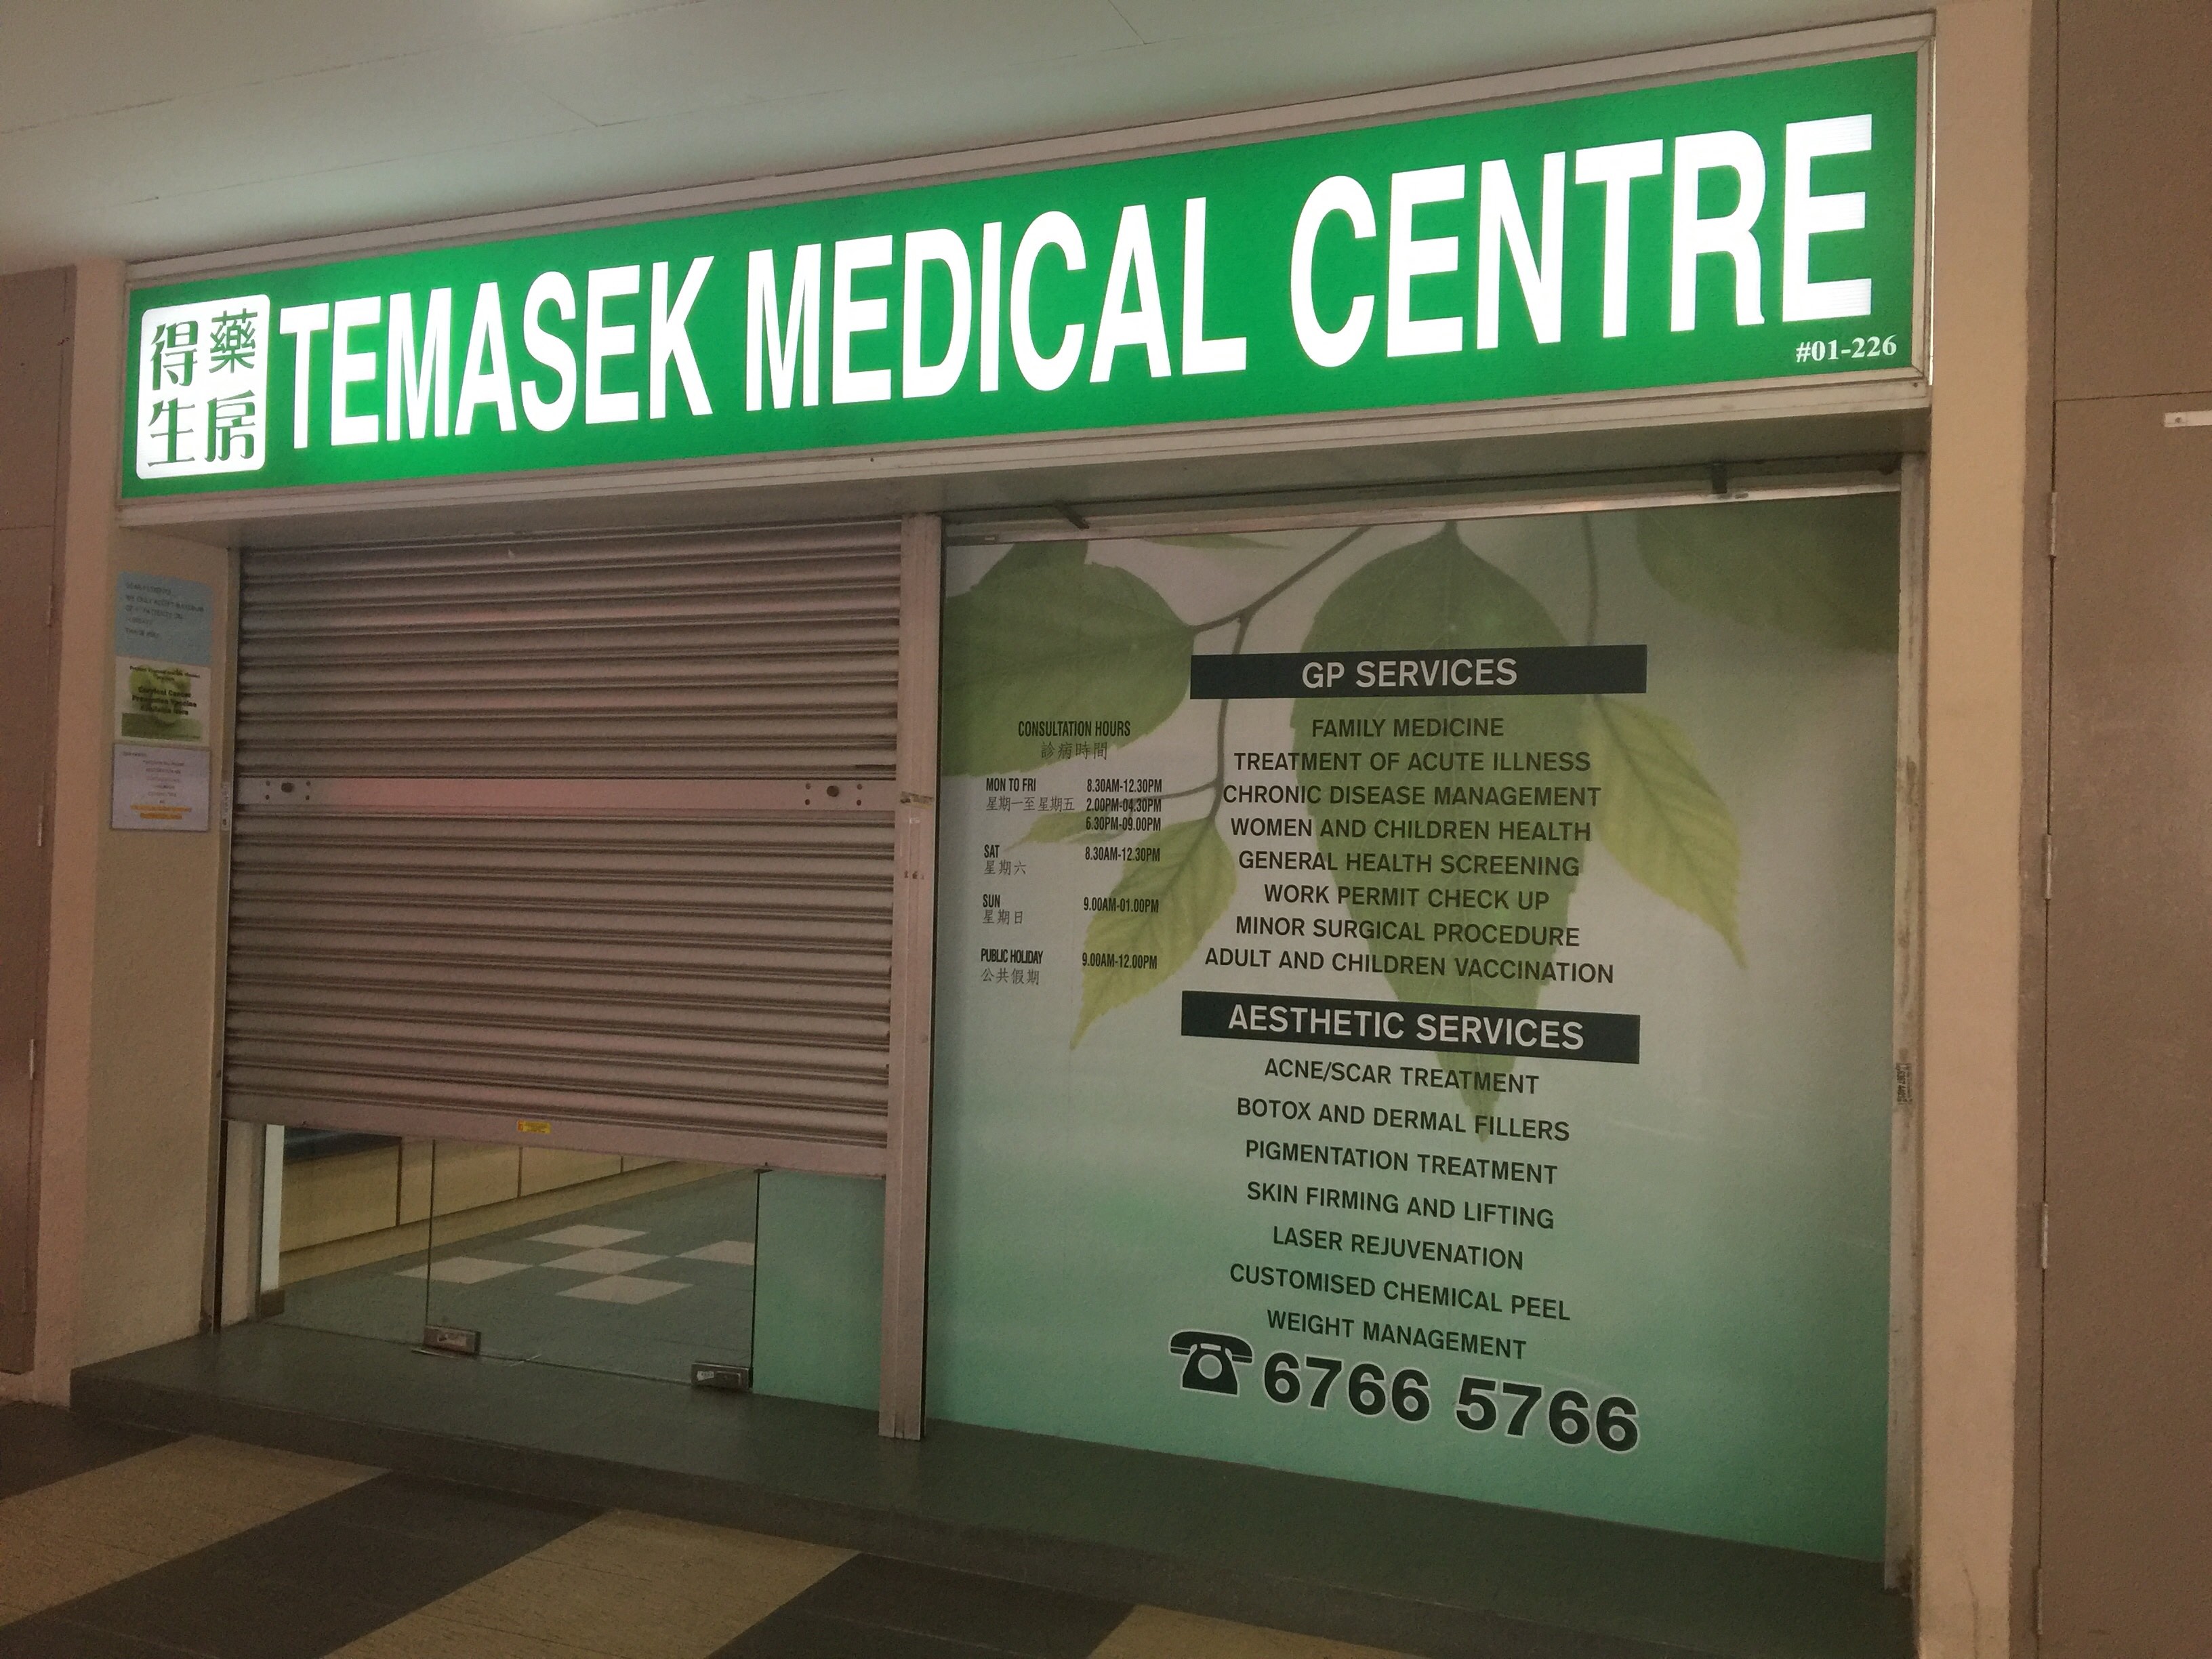 得生藥房
TEMASEK MEDICAL CENTRE
#01-226
Cervical Cancer
CONSULTATION HOURS
診病時間
MON TO FRI 8.30AM-12.30PM
星期一至星期五 2.00PM-04.30PM
6.30PM-09.00PM
SAT 8.30AM-12.30PM
星期六
SUN 9.00AM-01.00PM
星期日
PUBLIC HOLIDAY 9.00AM-12.00PM
公共假期
GP SERVICES
FAMILY MEDICINE
TREATMENT OF ACUTE ILLNESS
CHRONIC DISEASE MANAGEMENT
WOMEN AND CHILDREN HEALTH
GENERAL HEALTH SCREENING
WORK PERMIT CHECK UP
MINOR SURGICAL PROCEDURE
ADULT AND CHILDREN VACCINATION
AESTHETIC SERVICES
ACNE/SCAR TREATMENT
BOTOX AND DERMAL FILLERS
PIGMENTATION TREATMENT
SKIN FIRMING AND LIFTING
LASER REJUVENATION
CUSTOMISED CHEMICAL PEEL
WEIGHT MANAGEMENT
6766 5766